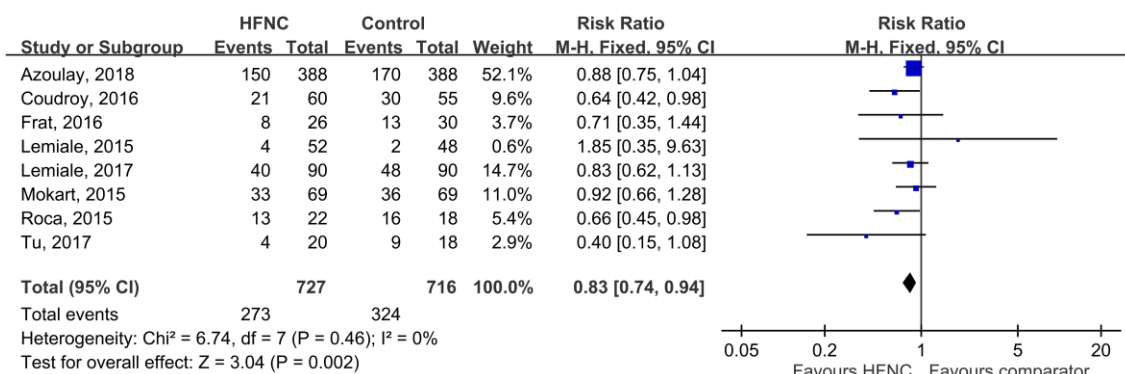 HFNC Control Risk Ratio Risk Ratio
Study or Subgroup Events Total Events Total Weight M-H, Fixed, 95% CI M-H, Fixed, 95% CI
Azoulay, 2018 150 388 170 388 52.1% 0.88 [0.75, 1.04]
Coudroy, 2016 21 60 30 55 9.6% 0.64 [0.42, 0.98]
Frat, 2016 8 26 13 30 3.7% 0.71 [0.35, 1.44]
Lemiale, 2015 4 52 2 48 0.6% 1.85 [0.35, 9.63]
Lemiale, 2017 40 90 48 90 14.7% 0.83 [0.62, 1.13]
Mokart, 2015 33 69 36 69 11.0% 0.92 [0.66, 1.28]
Roca, 2015 13 22 16 18 5.4% 0.66 [0.45, 0.98]
Tu, 2017 4 20 9 18 2.9% 0.40 [0.15, 1.08]
Total (95% CI) 727 716 100.0% 0.83 [0.74, 0.94]
Total events 273 324
Heterogeneity: Chi² = 6.74, df = 7 (P = 0.46); I² = 0%
Test for overall effect: Z = 3.04 (P = 0.002)
0.05 0.2 1 5 20
Favours HFNC Favours comparator